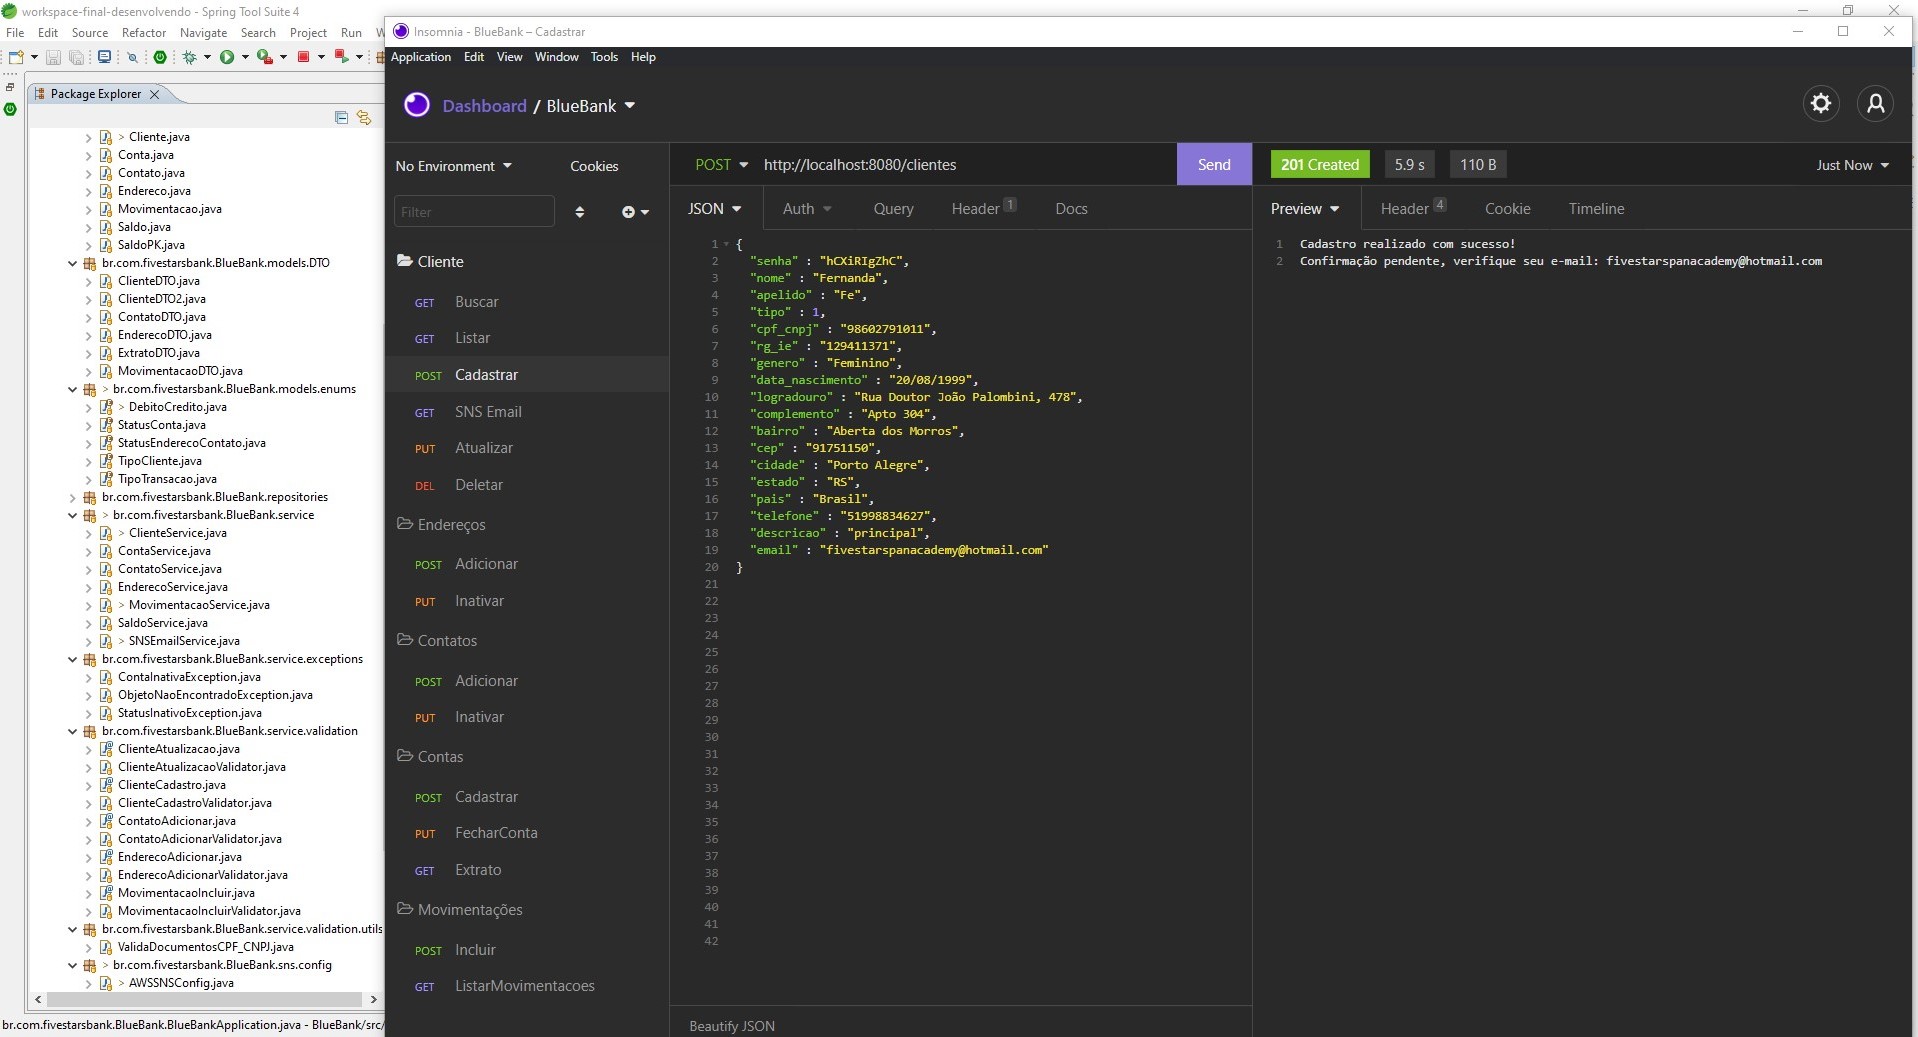 workspace-final-desenvolvendo - Spring Tool Suite 4
File Edit Source Refactor Navigate Search Project Run
Package Explorer
> Cliente.java
Conta.java
Contato.java
Endereco.java
Movimentacao.java
Saldo.java
SaldoPK.java
br.com.fivestarsbank.BlueBank.models.DTO
ClienteDTO.java
ClienteDTO2.java
ContatoDTO.java
EnderecoDTO.java
ExtratoDTO.java
MovimentacaoDTO.java
> br.com.fivestarsbank.BlueBank.models.enums
> DebitoCredito.java
StatusConta.java
StatusEnderecoContato.java
TipoCliente.java
TipoTransacao.java
br.com.fivestarsbank.BlueBank.repositories
> br.com.fivestarsbank.BlueBank.service
> ClienteService.java
ContaService.java
ContatoService.java
EnderecoService.java
> MovimentacaoService.java
SaldoService.java
> SNSEmailService.java
br.com.fivestarsbank.BlueBank.service.exceptions
ContaInativaException.java
ObjetoNaoEncontradoException.java
StatusInativoException.java
br.com.fivestarsbank.BlueBank.service.validation
ClienteAtualizacao.java
ClienteAtualizacaoValidator.java
ClienteCadastro.java
ClienteCadastroValidator.java
ContatoAdicionar.java
ContatoAdicionarValidator.java
EnderecoAdicionar.java
EnderecoAdicionarValidator.java
MovimentacaoIncluir.java
MovimentacaoIncluirValidator.java
br.com.fivestarsbank.BlueBank.service.validation.utils
ValidaDocumentosCPF_CNPJ.java
> br.com.fivestarsbank.BlueBank.sns.config
> AWSSNSConfig.java
br.com.fivestarsbank.BlueBank.BlueBankApplication.java - BlueBank/src/
Insomnia - BlueBank – Cadastrar
Application Edit View Window Tools Help
Dashboard / BlueBank
No Environment Cookies
Filter
Cliente
GET Buscar
GET Listar
POST Cadastrar
GET SNS Email
PUT Atualizar
DEL Deletar
Endereços
POST Adicionar
PUT Inativar
Contatos
POST Adicionar
PUT Inativar
Contas
POST Cadastrar
PUT FecharConta
GET Extrato
Movimentações
POST Incluir
GET ListarMovimentacoes
POST http://localhost:8080/clientes Send
JSON Auth Query Header 1 Docs
1 {
2 "senha" : "hCXiRIgZhC",
3 "nome" : "Fernanda",
4 "apelido" : "Fe",
5 "tipo" : 1,
6 "cpf_cnpj" : "98602791011",
7 "rg_ie" : "129411371",
8 "genero" : "Feminino",
9 "data_nascimento" : "20/08/1999",
10 "logradouro" : "Rua Doutor João Palombini, 478",
11 "complemento" : "Apto 304",
12 "bairro" : "Aberta dos Morros",
13 "cep" : "91751150",
14 "cidade" : "Porto Alegre",
15 "estado" : "RS",
16 "pais" : "Brasil",
17 "telefone" : "51998834627",
18 "descricao" : "principal",
19 "email" : "fivestarspanacademy@hotmail.com"
20 }
21
22
23
24
25
26
27
28
29
30
31
32
33
34
35
36
37
38
39
40
41
42
Beautify JSON
201 Created 5.9 s 110 B Just Now
Preview Header 4 Cookie Timeline
1 Cadastro realizado com sucesso!
2 Confirmação pendente, verifique seu e-mail: fivestarspanacademy@hotmail.com